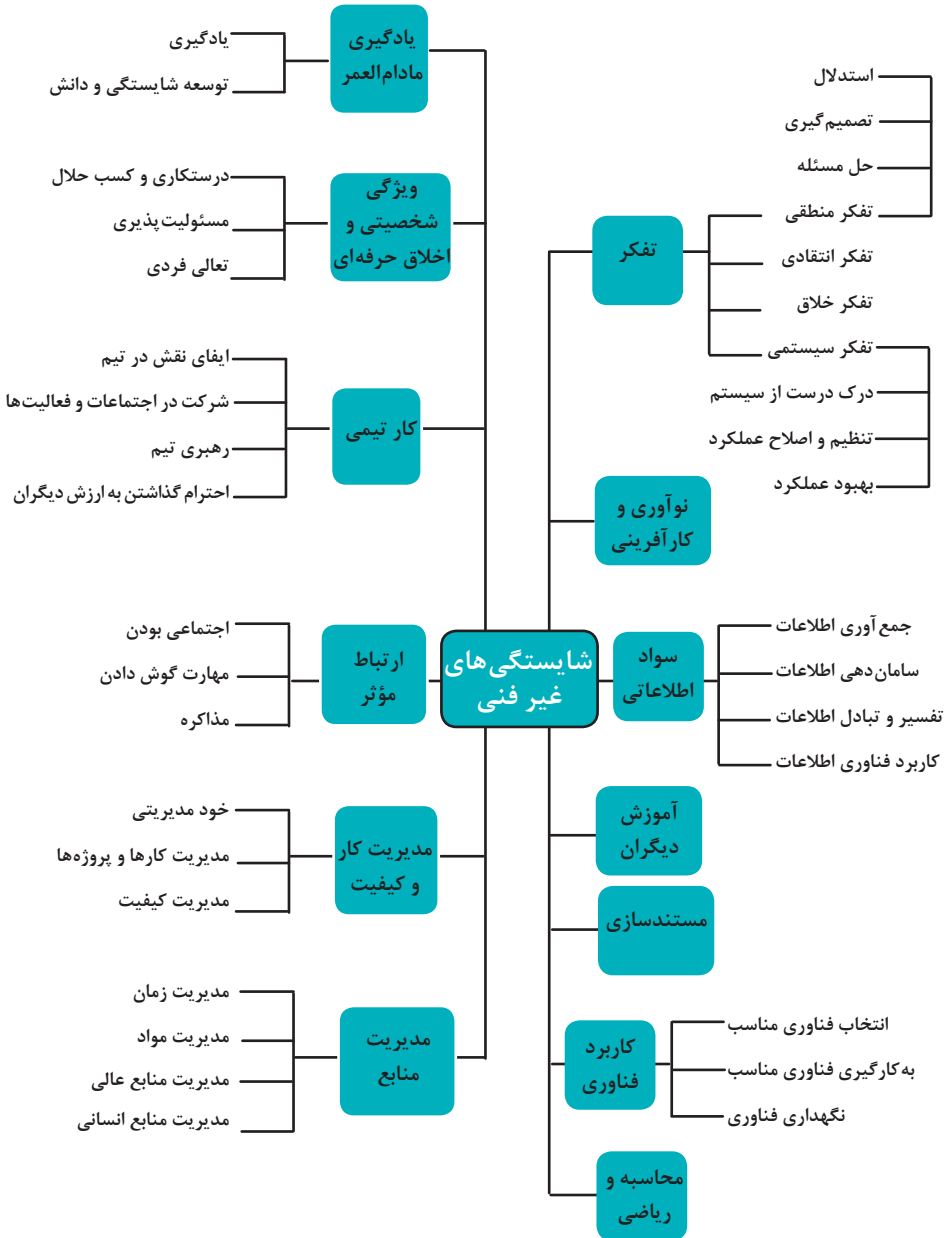 شایستگی‌های
غیر فنی
تفکر
استدلال
تصمیم‌گیری
حل مسئله
تفکر منطقی
تفکر انتقادی
تفکر خلاق
تفکر سیستمی
درک درست از سیستم
تنظیم و اصلاح عملکرد
بهبود عملکرد
نوآوری و
کارآفرینی
سواد
اطلاعاتی
جمع‌آوری اطلاعات
سامان‌دهی اطلاعات
تفسیر و تبادل اطلاعات
کاربرد فناوری اطلاعات
آموزش
دیگران
مستندسازی
کاربرد
فناوری
انتخاب فناوری مناسب
به‌کارگیری فناوری مناسب
نگهداری فناوری
محاسبه و
ریاضی
یادگیری
مادام‌العمر
یادگیری
توسعه شایستگی و دانش
ویژگی
شخصیتی و
اخلاق حرفه‌ای
درستکاری و کسب حلال
مسئولیت‌پذیری
تعالی فردی
کار تیمی
ایفای نقش در تیم
شرکت در اجتماعات و فعالیت‌ها
رهبری تیم
احترام گذاشتن به ارزش دیگران
ارتباط
مؤثر
اجتماعی بودن
مهارت گوش دادن
مذاکره
مدیریت کار
و کیفیت
خود مدیریتی
مدیریت کارها و پروژه‌ها
مدیریت کیفیت
مدیریت
منابع
مدیریت زمان
مدیریت مواد
مدیریت منابع عالی
مدیریت منابع انسانی